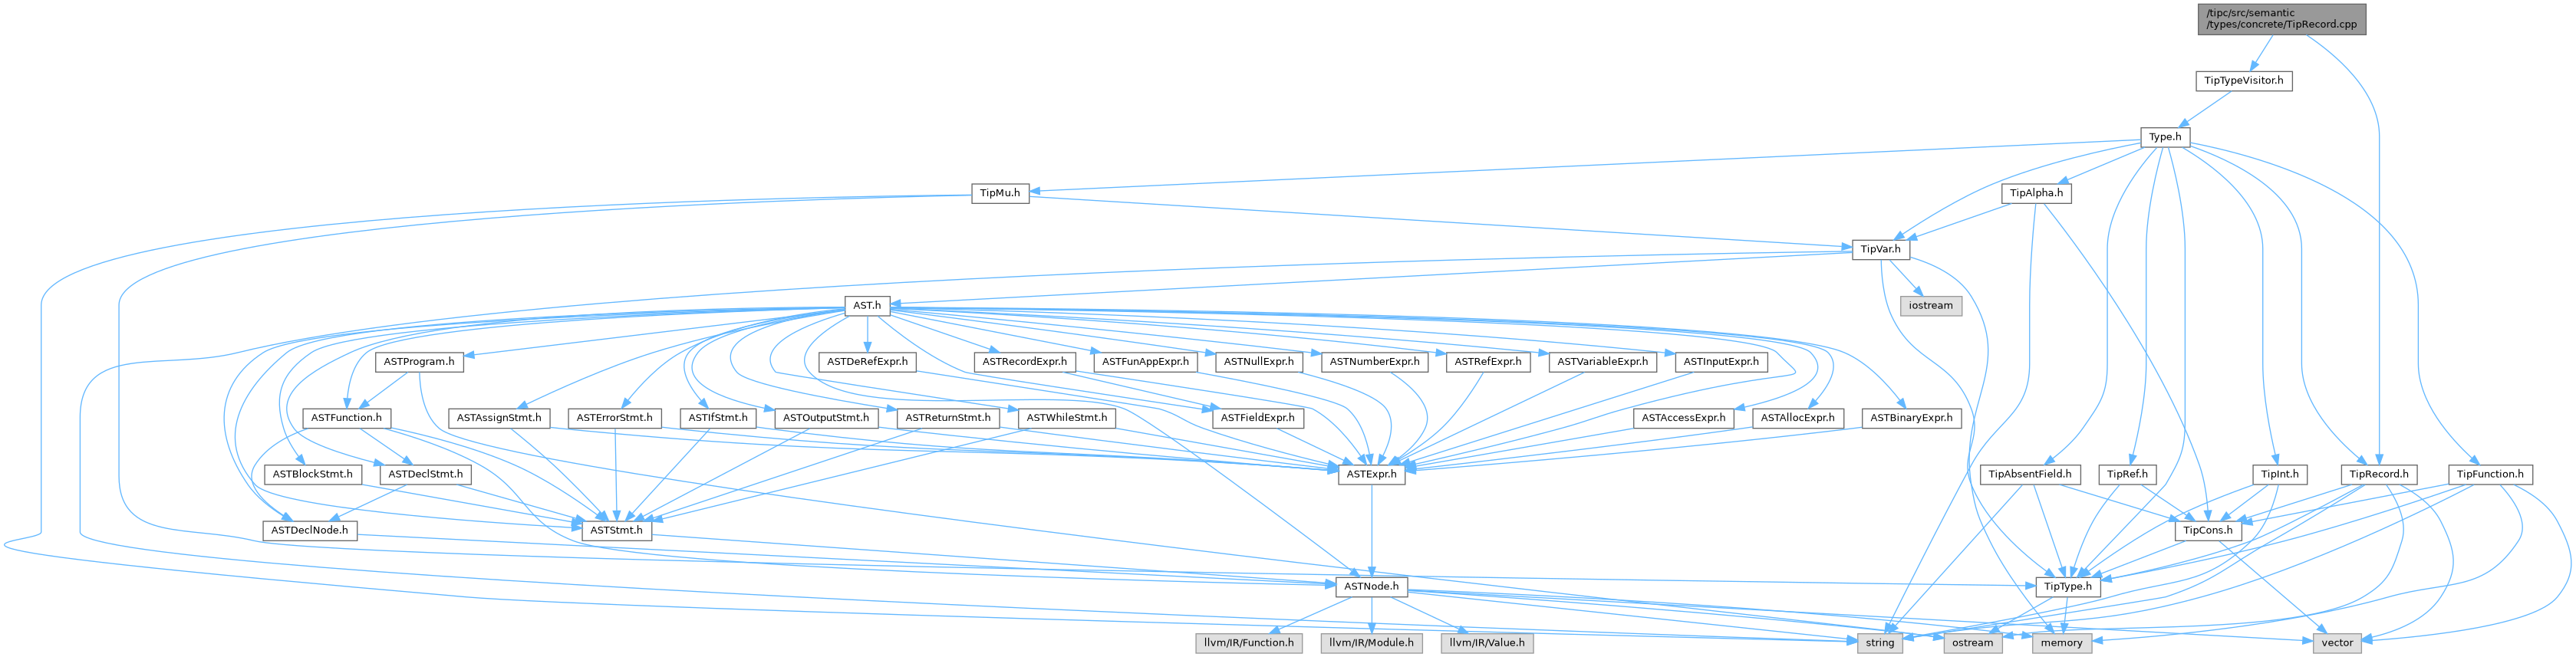 /tipc/src/semantic
/types/concrete/TipRecord.cpp
TipTypeVisitor.h
Type.h
TipMu.h
TipAlpha.h
TipVar.h
AST.h
iostream
ASTProgram.h
ASTDeRefExpr.h
ASTRecordExpr.h
ASTFunAppExpr.h
ASTNullExpr.h
ASTNumberExpr.h
ASTRefExpr.h
ASTVariableExpr.h
ASTInputExpr.h
ASTFunction.h
ASTAssignStmt.h
ASTErrorStmt.h
ASTIfStmt.h
ASTOutputStmt.h
ASTReturnStmt.h
ASTWhileStmt.h
ASTFieldExpr.h
ASTAccessExpr.h
ASTAllocExpr.h
ASTBinaryExpr.h
ASTBlockStmt.h
ASTDeclStmt.h
ASTExpr.h
TipAbsentField.h
TipRef.h
TipInt.h
TipRecord.h
TipFunction.h
ASTDeclNode.h
ASTStmt.h
TipCons.h
ASTNode.h
TipType.h
llvm/IR/Function.h
llvm/IR/Module.h
llvm/IR/Value.h
string
ostream
memory
vector